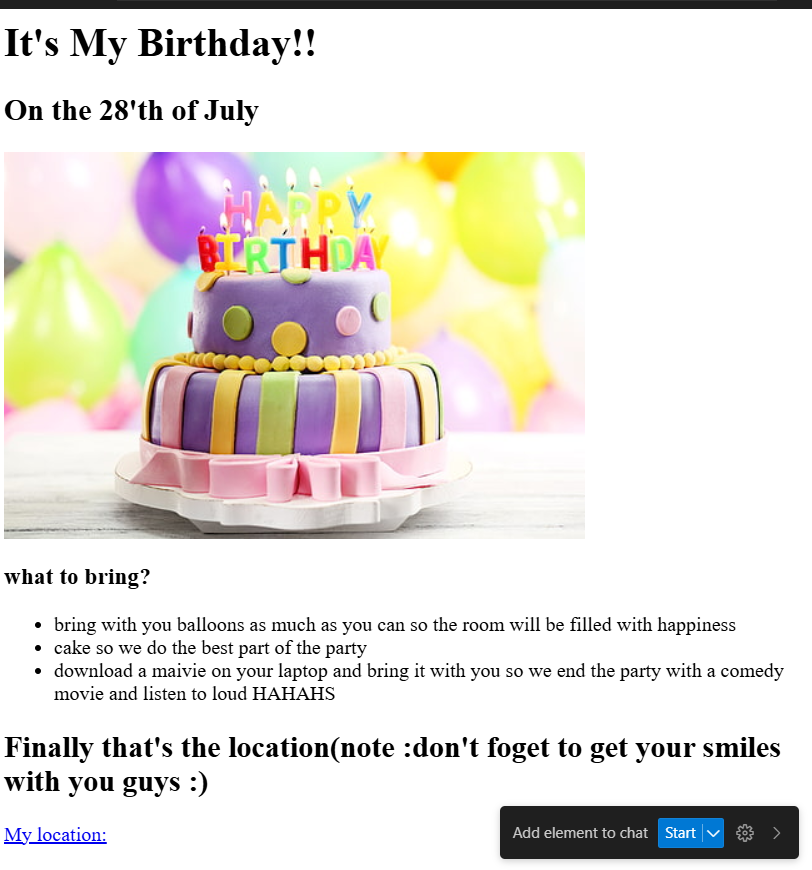 It's My Birthday!!
On the 28'th of July
HAPPY
BIRTHDAY
what to bring?
• bring with you balloons as much as you can so the room will be filled with happiness
• cake so we do the best part of the party
• download a maivie on your laptop and bring it with you so we end the party with a comedy
movie and listen to loud HAHAHS
Finally that's the location(note :don't foget to get your smiles
with you guys :)
My location:
Add element to chat Start